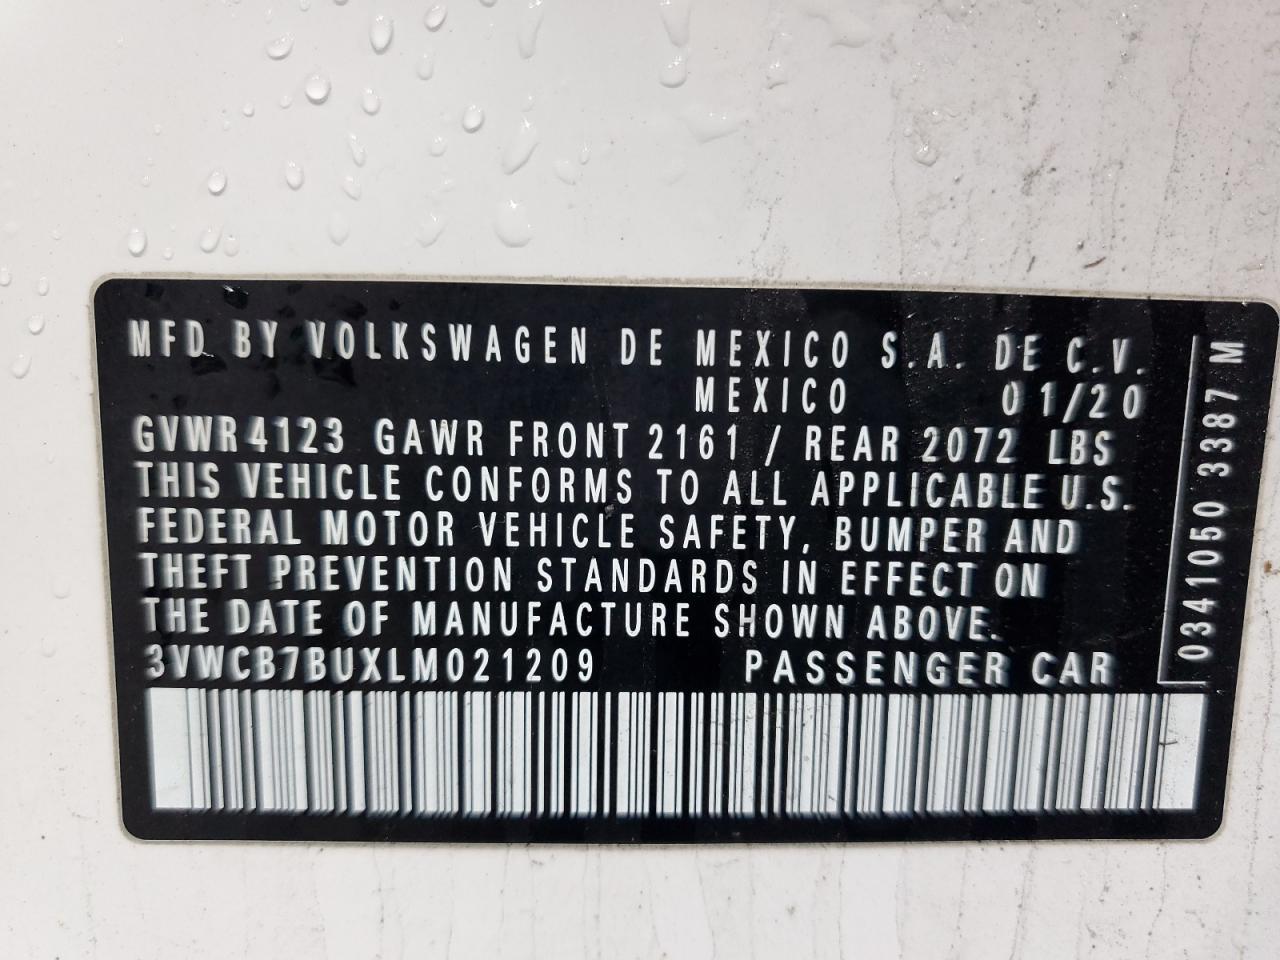 MFD BY VOLKSWAGEN DE MEXICO S.A. DE C.V.
MEXICO 01/20
GVWR 4123 GAWR FRONT 2161 / REAR 2072 LBS
THIS VEHICLE CONFORMS TO ALL APPLICABLE U.S.
FEDERAL MOTOR VEHICLE SAFETY, BUMPER AND
THEFT PREVENTION STANDARDS IN EFFECT ON
THE DATE OF MANUFACTURE SHOWN ABOVE.
3VWCB7BUXLM021209 PASSENGER CAR
0341050 3387 M